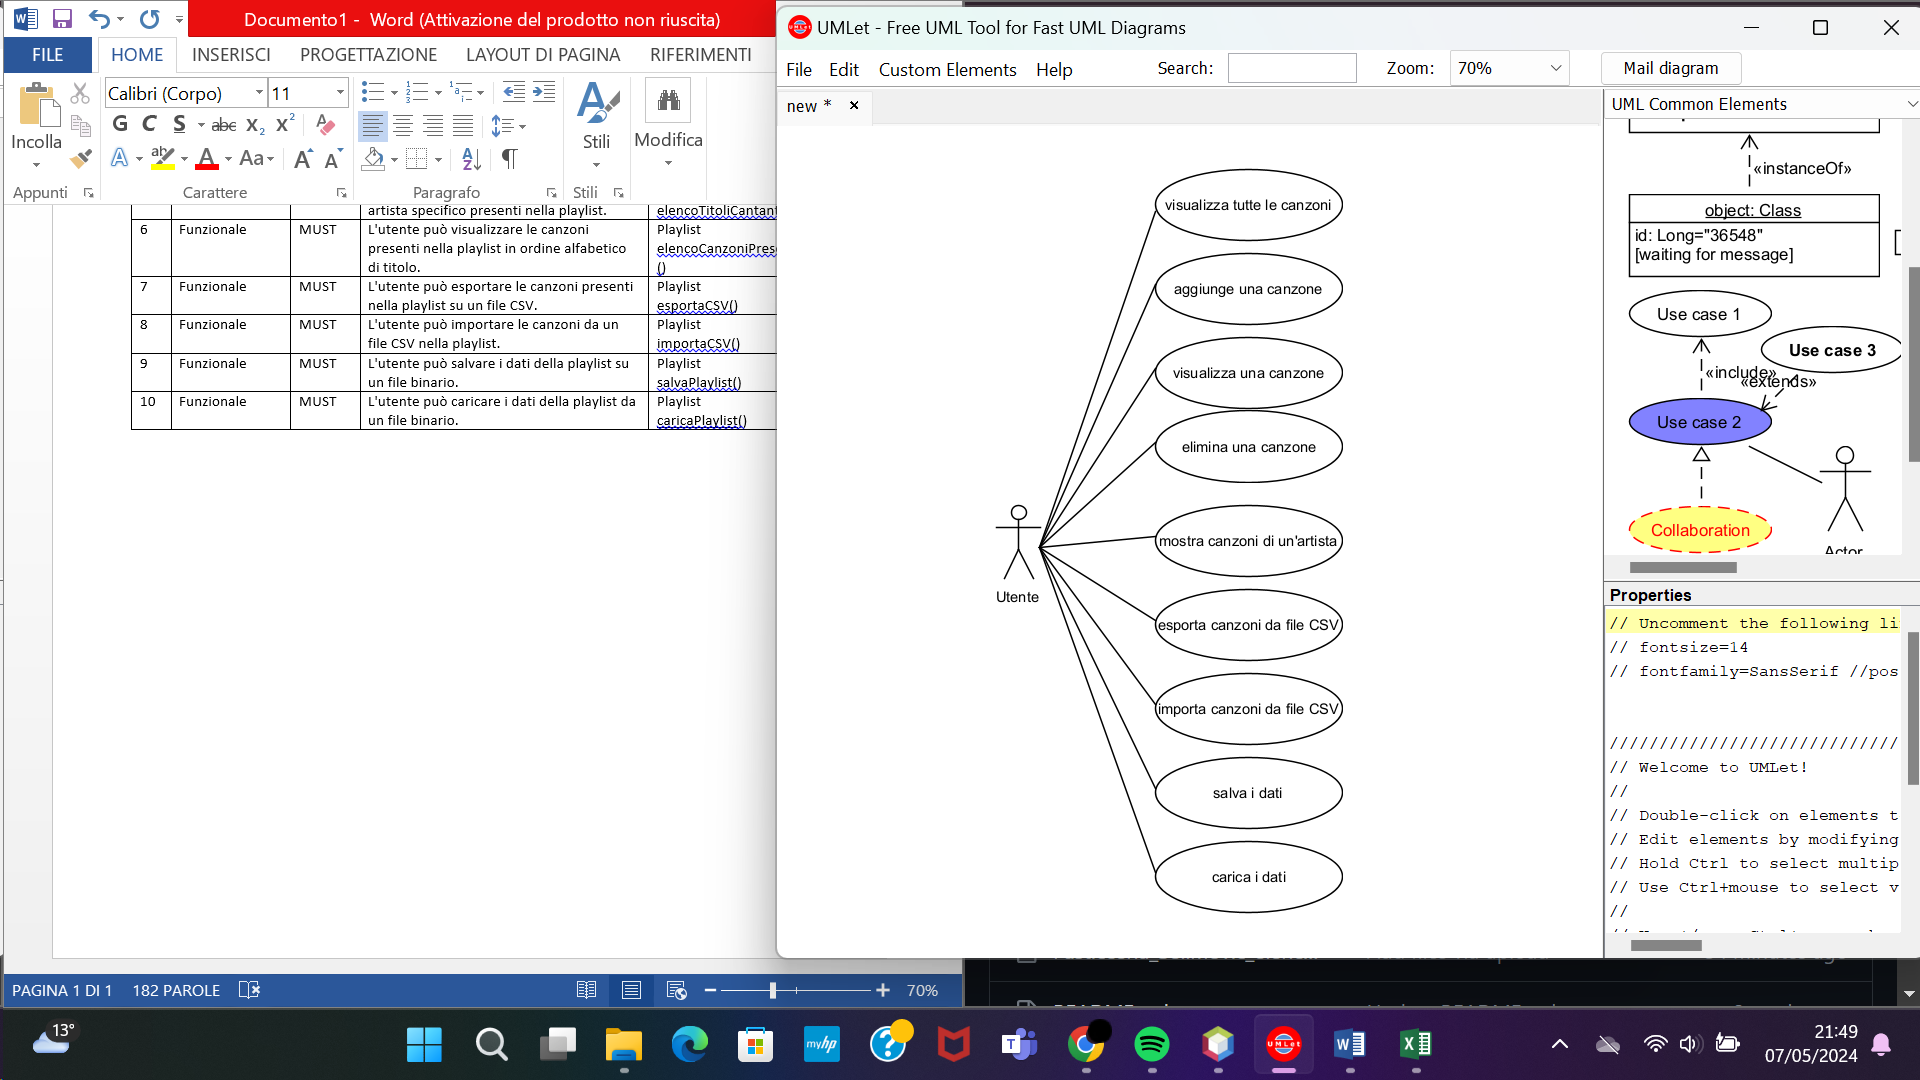 Documento1 - Word (Attivazione del prodotto non riuscita)
FILE HOME INSERISCI PROGETTAZIONE LAYOUT DI PAGINA RIFERIMENTI
Incolla
Calibri (Corpo) 11
G C S abc X₂ X²
A ab A Aa A A
Stili
Modifica
Appunti Carattere Paragrafo Stili
artista specifico presenti nella playlist.
elencoTitoliCantant
6 Funzionale MUST L'utente può visualizzare le canzoni
presenti nella playlist in ordine alfabetico
di titolo.
Playlist
elencoCanzoniPres
()
7 Funzionale MUST L'utente può esportare le canzoni presenti
nella playlist su un file CSV.
Playlist
esportaCSV()
8 Funzionale MUST L'utente può importare le canzoni da un
file CSV nella playlist.
Playlist
importaCSV()
9 Funzionale MUST L'utente può salvare i dati della playlist su
un file binario.
Playlist
salvaPlaylist()
10 Funzionale MUST L'utente può caricare i dati della playlist da
un file binario.
Playlist
caricaPlaylist()
PAGINA 1 DI 1 182 PAROLE
70%
UMLet - Free UML Tool for Fast UML Diagrams
File Edit Custom Elements Help
Search:
Zoom: 70%
Mail diagram
new *
visualizza tutte le canzoni
aggiunge una canzone
visualizza una canzone
elimina una canzone
mostra canzoni di un'artista
esporta canzoni da file CSV
importa canzoni da file CSV
salva i dati
carica i dati
Utente
UML Common Elements
«instanceOf»
object: Class
id: Long="36548"
[waiting for message]
Use case 1
Use case 3
«include»
«extends»
Use case 2
Collaboration
Actor
Properties
// Uncomment the following li
// fontsize=14
// fontfamily=SansSerif //pos
/////////////////////////////
// Welcome to UMLet!
//
// Double-click on elements t
// Edit elements by modifying
// Hold Ctrl to select multip
// Use Ctrl+mouse to select v
//
13°
myhp
UMLet
21:49
07/05/2024